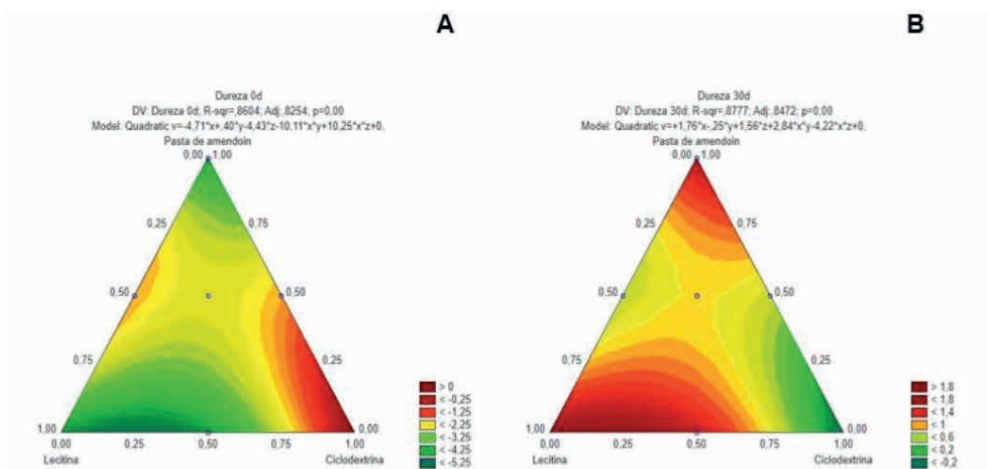 A
Dureza 0d
DV: Dureza 0d; R-sqr=,8604; Adj:,8254; p=0,00
Model: Quadratic v=-4,71*x+,40*y-4,43*z-10,11*x*y+10,25*x*z+0,
Pasta de amendoin
0,00 1,00
0,25 0,75
0,50 0,50
0,75 0,25
1,00 0,00
0,00 0,25 0,50 0,75 1,00
Lecitina Ciclodextrina
> 0
< -0,25
< -1,25
< -2,25
< -3,25
< -4,25
< -5,25
B
Dureza 30d
DV: Dureza 30d; R-sqr=,8777; Adj:,8472; p=0,00
Model: Quadratic v=+1,76*x-,25*y+1,56*z+2,84*x*y-4,22*x*z+0,
Pasta de amendoin
0,00 1,00
0,25 0,75
0,50 0,50
0,75 0,25
1,00 0,00
0,00 0,25 0,50 0,75 1,00
Lecitina Ciclodextrina
> 1,8
< 1,8
< 1,4
< 1
< 0,6
< 0,2
< -0,2